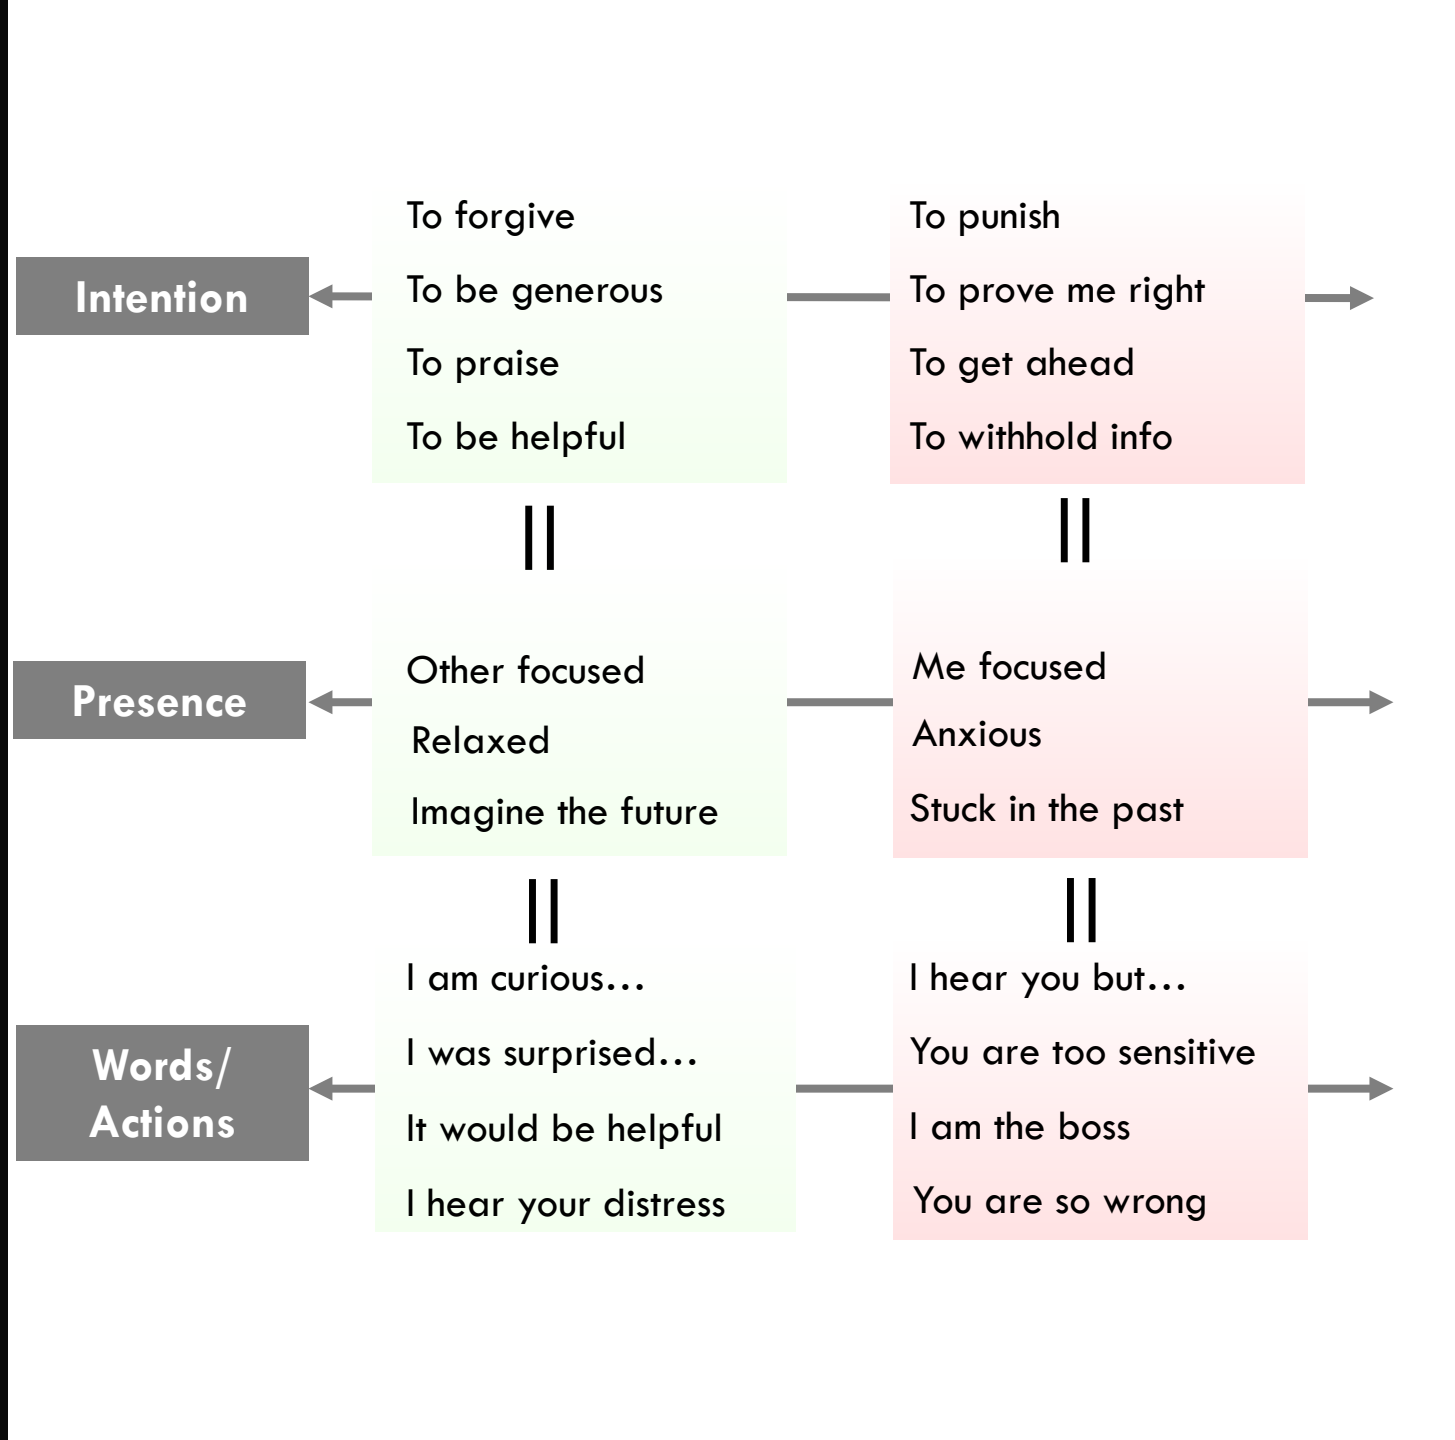 Intention
To forgive
To be generous
To praise
To be helpful
To punish
To prove me right
To get ahead
To withhold info
Presence
Other focused
Relaxed
Imagine the future
Me focused
Anxious
Stuck in the past
Words/
Actions
I am curious…
I was surprised…
It would be helpful
I hear your distress
I hear you but…
You are too sensitive
I am the boss
You are so wrong